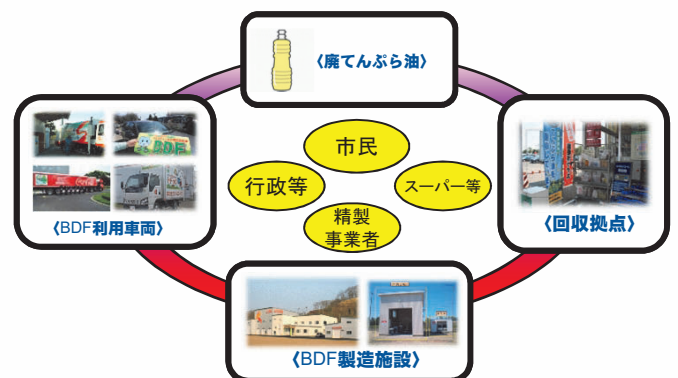 〈廃てんぷら油〉
市民
行政等
スーパー等
精製
事業者
BDF
〈BDF利用車両〉
〈回収拠点〉
〈BDF製造施設〉